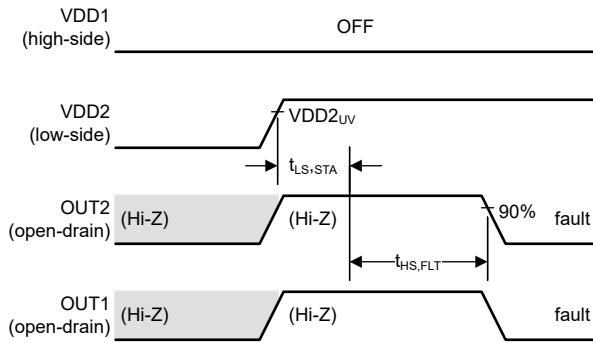 VDD1
(high-side)
OFF
VDD2
(low-side)
VDD2UV
tLS,STA
OUT2
(open-drain)
(Hi-Z)
(Hi-Z)
90%
fault
tHS,FLT
OUT1
(open-drain)
(Hi-Z)
(Hi-Z)
fault